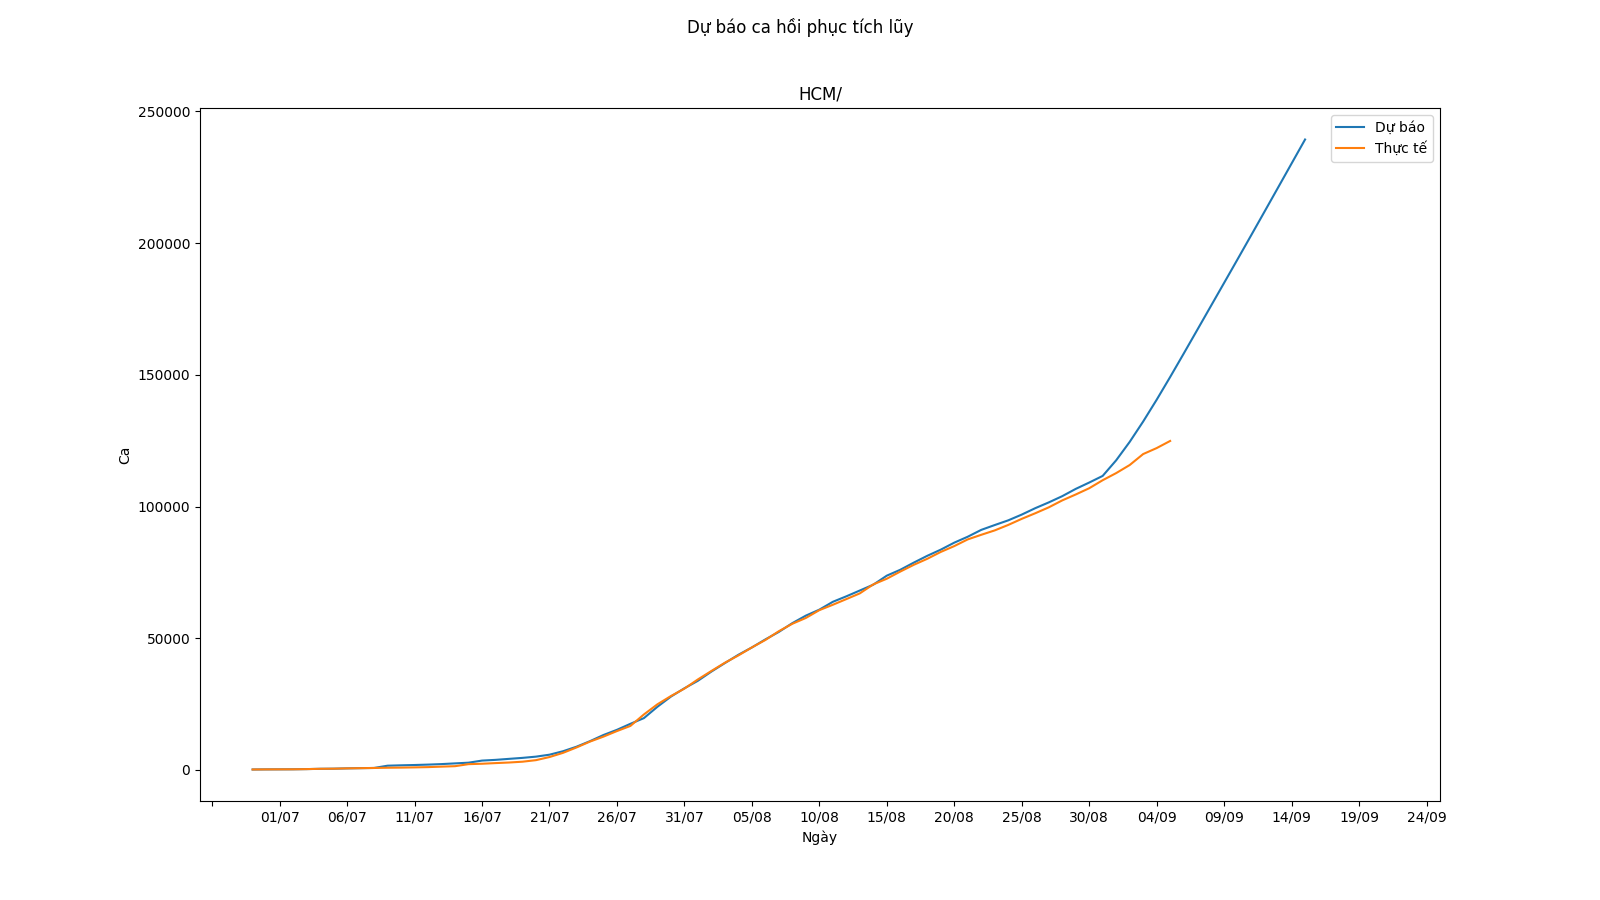 Dự báo ca hồi phục tích lũy
HCM/
250000
200000
150000
100000
50000
0
Ca
Dự báo
Thực tế
01/07 06/07 11/07 16/07 21/07 26/07 31/07 05/08 10/08 15/08 20/08 25/08 30/08 04/09 09/09 14/09 19/09 24/09
Ngày